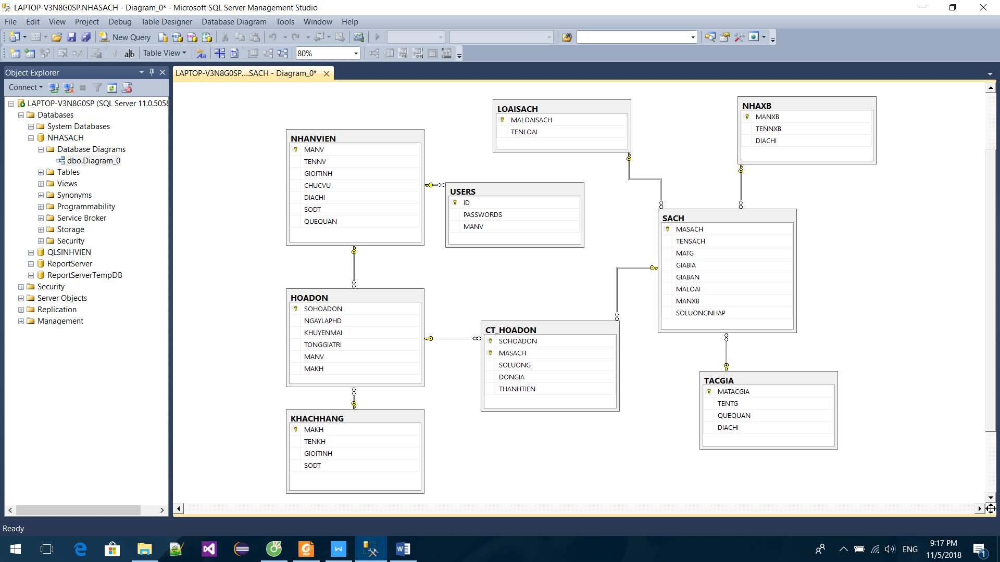 LAPTOP-V3N8G0SP.NHASACH - Diagram_0* - Microsoft SQL Server Management Studio
File Edit View Project Debug Table Designer Database Diagram Tools Window Help
New Query
Table View
80%
Object Explorer
Connect
LAPTOP-V3N8G0SP (SQL Server 11.0.5058
Databases
System Databases
NHASACH
Database Diagrams
dbo.Diagram_0
Tables
Views
Synonyms
Programmability
Service Broker
Storage
Security
QLSINHVIEN
ReportServer
ReportServerTempDB
Security
Server Objects
Replication
Management
LAPTOP-V3N8G0SP....SACH - Diagram_0*
NHANVIEN
MANV
TENNV
GIOITINH
CHUCVU
DIACHI
SODT
QUEQUAN
USERS
ID
PASSWORDS
MANV
LOAISACH
MALOAISACH
TENLOAI
NHAXB
MANXB
TENNXB
DIACHI
SACH
MASACH
TENSACH
MATG
GIABIA
GIABAN
MALOAI
MANXB
SOLUONGNHAP
HOADON
SOHOADON
NGAYLAPHD
KHUYENMAI
TONGGIATRI
MANV
MAKH
CT_HOADON
SOHOADON
MASACH
SOLUONG
DONGIA
THANHTIEN
TACGIA
MATACGIA
TENTG
QUEQUAN
DIACHI
KHACHHANG
MAKH
TENKH
GIOITINH
SODT
Ready
ENG
9:17 PM
11/5/2018
1